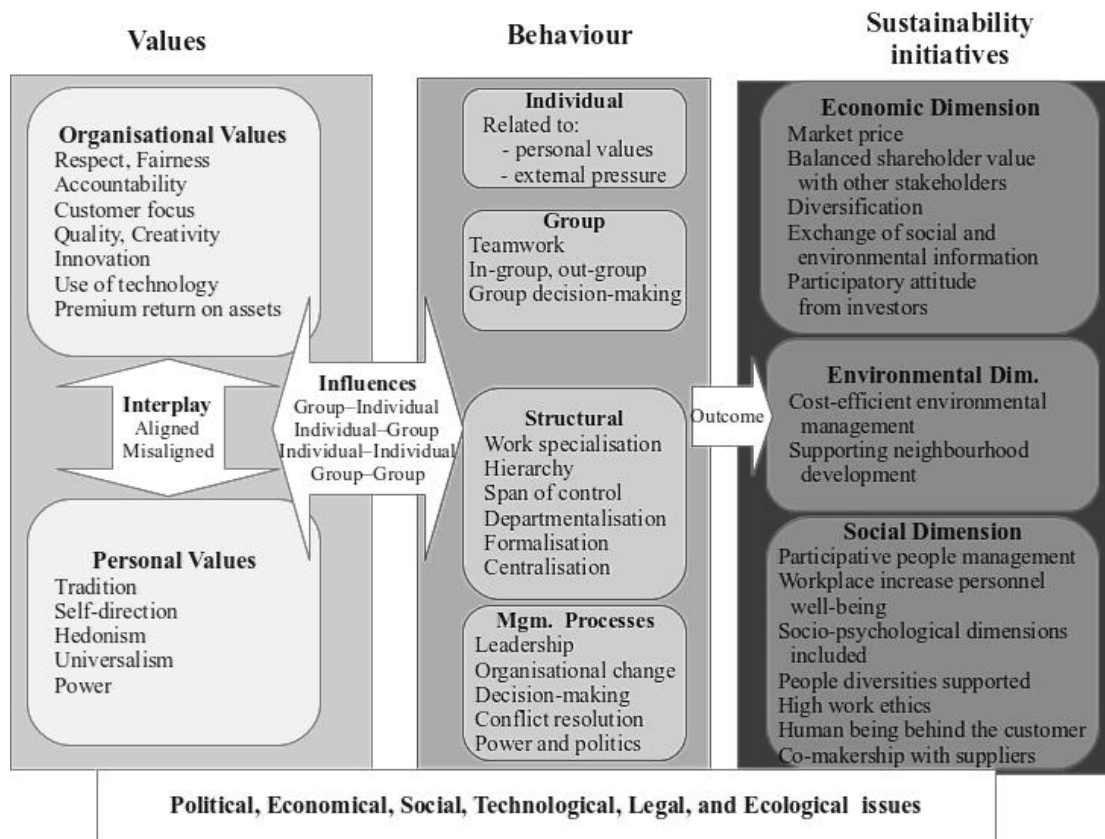 Values
Organisational Values
Respect, Fairness
Accountability
Customer focus
Quality, Creativity
Innovation
Use of technology
Premium return on assets
Interplay
Aligned
Misaligned
Personal Values
Tradition
Self-direction
Hedonism
Universalism
Power
Influences
Group–Individual
Individual–Group
Individual–Individual
Group–Group
Behaviour
Individual
Related to:
- personal values
- external pressure
Group
Teamwork
In-group, out-group
Group decision-making
Structural
Work specialisation
Hierarchy
Span of control
Departmentalisation
Formalisation
Centralisation
Mgm. Processes
Leadership
Organisational change
Decision-making
Conflict resolution
Power and politics
Outcome
Sustainability
initiatives
Economic Dimension
Market price
Balanced shareholder value
with other stakeholders
Diversification
Exchange of social and
environmental information
Participatory attitude
from investors
Environmental Dim.
Cost-efficient environmental
management
Supporting neighbourhood
development
Social Dimension
Participative people management
Workplace increase personnel
well-being
Socio-psychological dimensions
included
People diversities supported
High work ethics
Human being behind the customer
Co-makership with suppliers
Political, Economical, Social, Technological, Legal, and Ecological issues